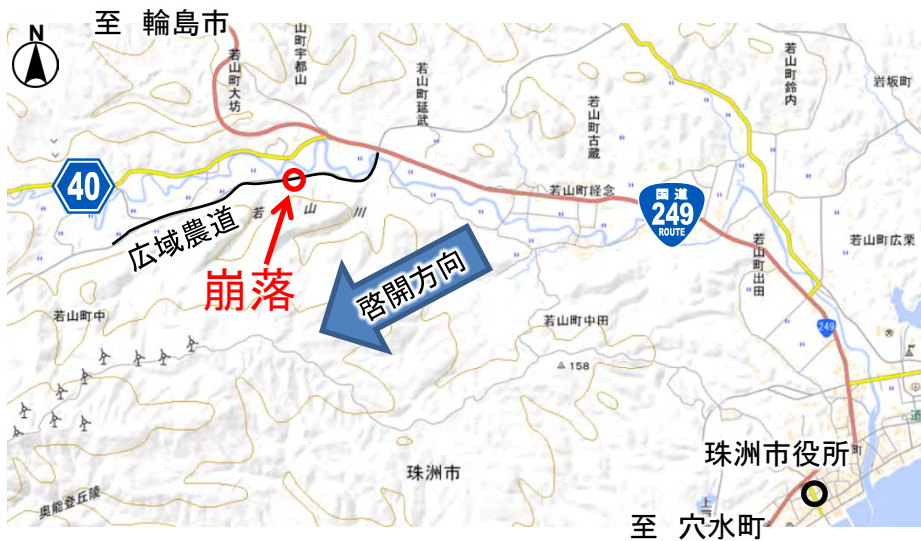 至 輪島市
N
山町宇都山
若山町大坊
若山町延武
若山町古蔵
若山町鈴内
岩坂町
40
若山町経念
国道
249
ROUTE
若山川
広域農道
崩落
啓開方向
若山町出田
若山町広栗
249
若山町中
若山町中田
158
珠洲市
珠洲市役所
町
道
上
奥能登丘陵
至 穴水町